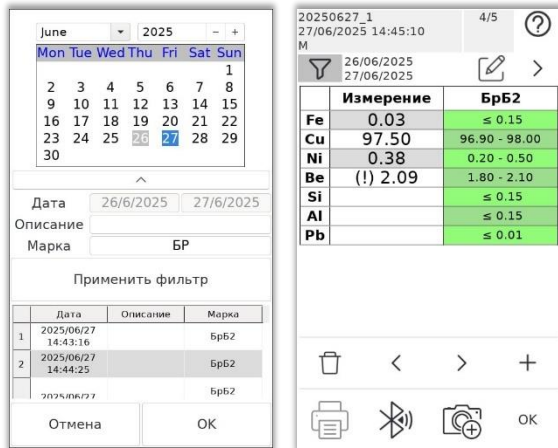 June 2025 - +
Mon Tue Wed Thu Fri Sat Sun
1
2 3 4 5 6 7 8
9 10 11 12 13 14 15
16 17 18 19 20 21 22
23 24 25 26 27 28 29
30
Дата 26/6/2025 27/6/2025
Описание
Марка БР
Применить фильтр
Дата Описание Марка
1 2025/06/27 14:43:16 БрБ2
2 2025/06/27 14:44:25 БрБ2
2025/06/27 БрБ2
Отмена OK
20250627_1 4/5 ?
27/06/2025 14:45:10
M
26/06/2025
27/06/2025
Измерение БрБ2
Fe 0.03 ≤ 0.15
Cu 97.50 96.90 - 98.00
Ni 0.38 0.20 - 0.50
Be (!) 2.09 1.80 - 2.10
Si ≤ 0.15
Al ≤ 0.15
Pb ≤ 0.01
OK